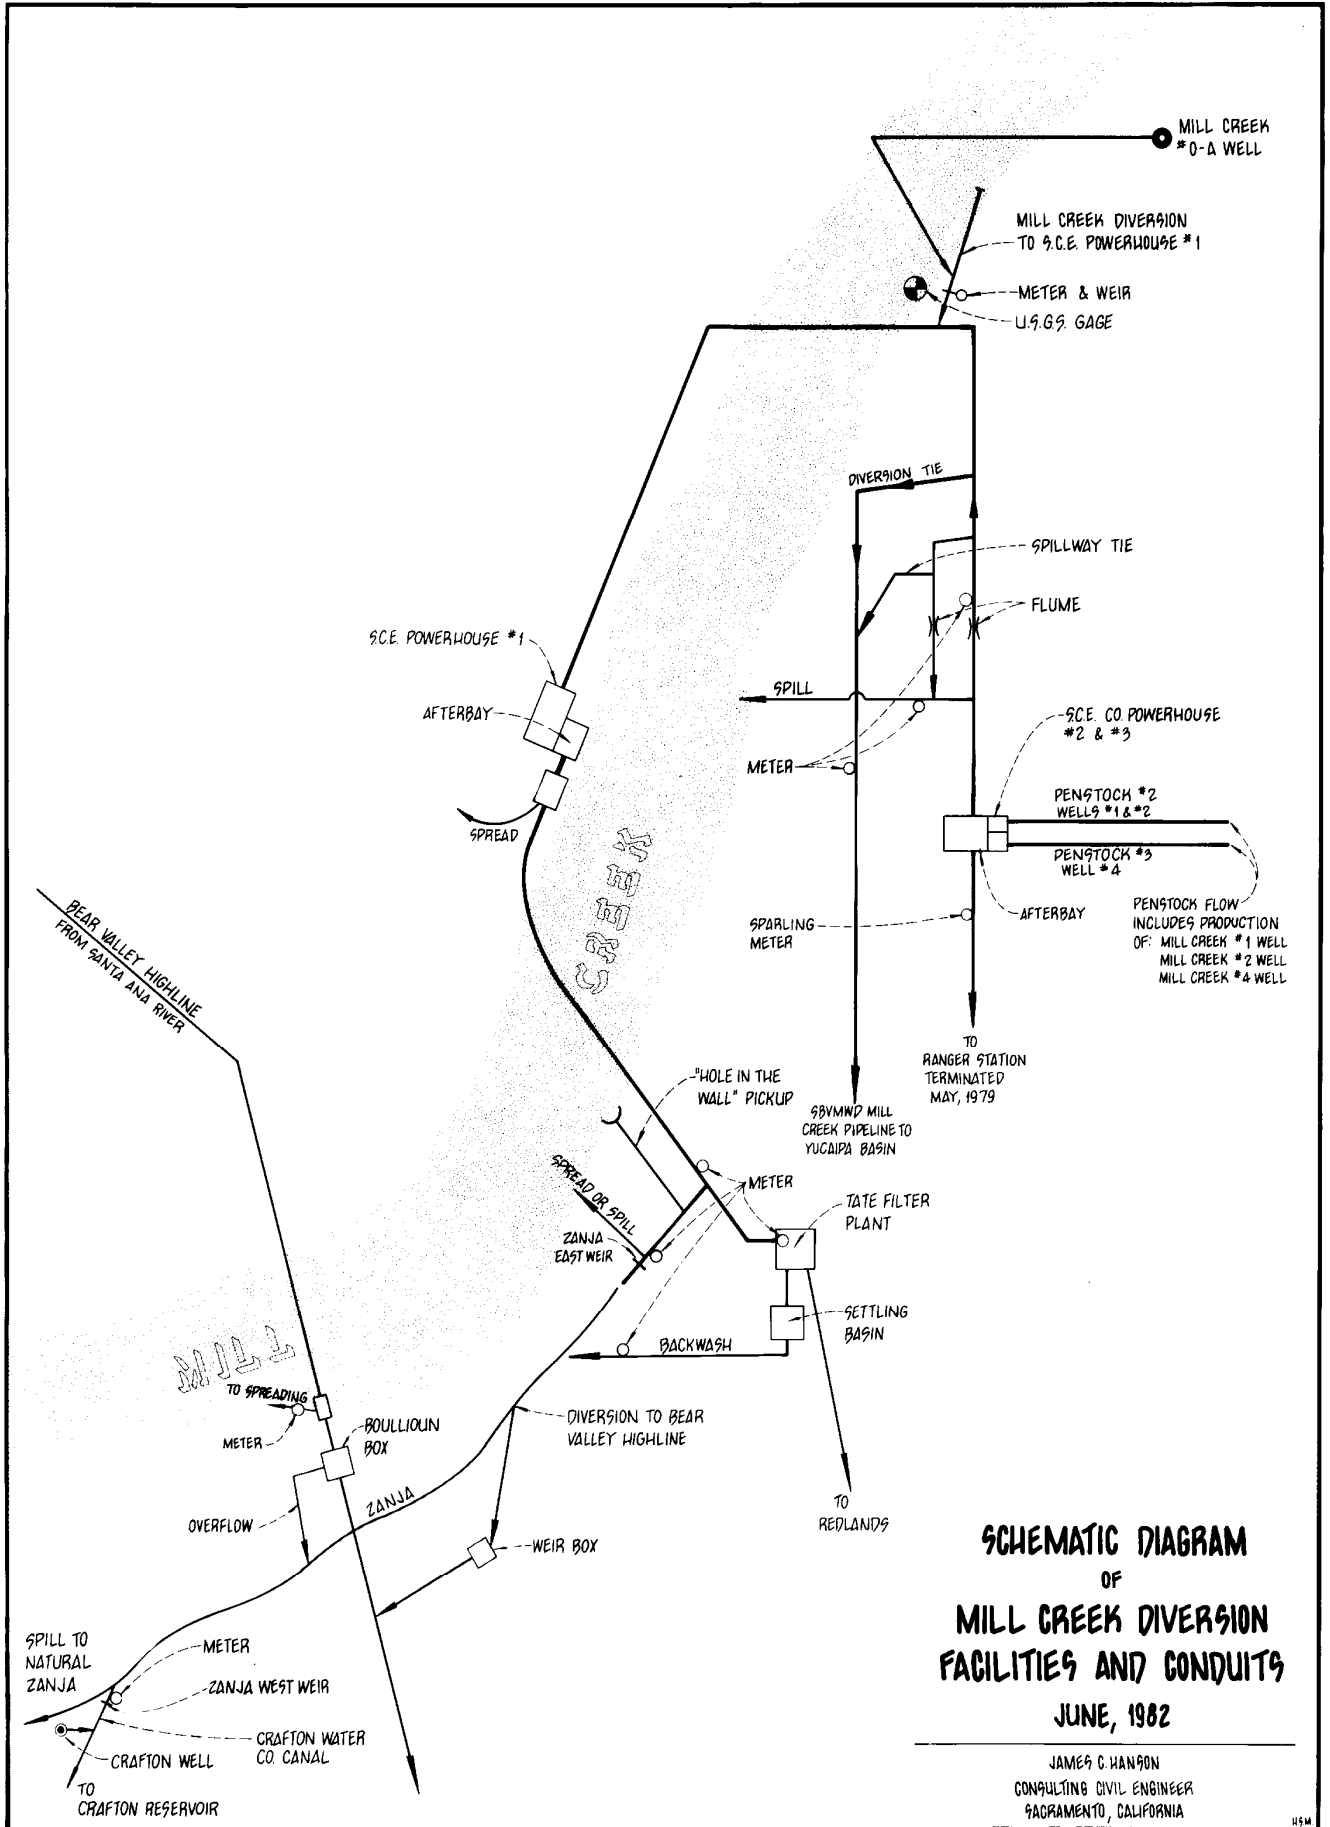 MILL CREEK
#0-A WELL
MILL CREEK DIVERSION
TO S.C.E. POWERHOUSE #1
METER & WEIR
U.S.G.S. GAGE
DIVERSION TIE
SPILLWAY TIE
FLUME
S.C.E. POWERHOUSE #1
AFTERBAY
SPILL
S.C.E. CO. POWERHOUSE
#2 & #3
METER
PENSTOCK #2
WELLS #1 & #2
PENSTOCK #3
WELL #4
SPREAD
CREEK
AFTERBAY
PENSTOCK FLOW
INCLUDES PRODUCTION
OF: MILL CREEK #1 WELL
MILL CREEK #2 WELL
MILL CREEK #4 WELL
SPARLING
METER
BEAR VALLEY HIGHLINE
FROM SANTA ANA RIVER
TO
RANGER STATION
TERMINATED
MAY, 1979
"HOLE IN THE
WALL" PICKUP
SBVMWD MILL
CREEK PIPELINE TO
YUCAIPA BASIN
SPREAD OR SPILL
METER
TATE FILTER
PLANT
ZANJA
EAST WEIR
SETTLING
BASIN
BACKWASH
MILL
TO SPREADING
METER
BOULLIOUN
BOX
DIVERSION TO BEAR
VALLEY HIGHLINE
ZANJA
OVERFLOW
WEIR BOX
TO
REDLANDS
SPILL TO
NATURAL
ZANJA
METER
ZANJA WEST WEIR
CRAFTON WATER
CO. CANAL
CRAFTON WELL
TO
CRAFTON RESERVOIR
SCHEMATIC DIAGRAM
OF
MILL CREEK DIVERSION
FACILITIES AND CONDUITS
JUNE, 1982
JAMES C. HANSON
CONSULTING CIVIL ENGINEER
SACRAMENTO, CALIFORNIA
H.S.M.